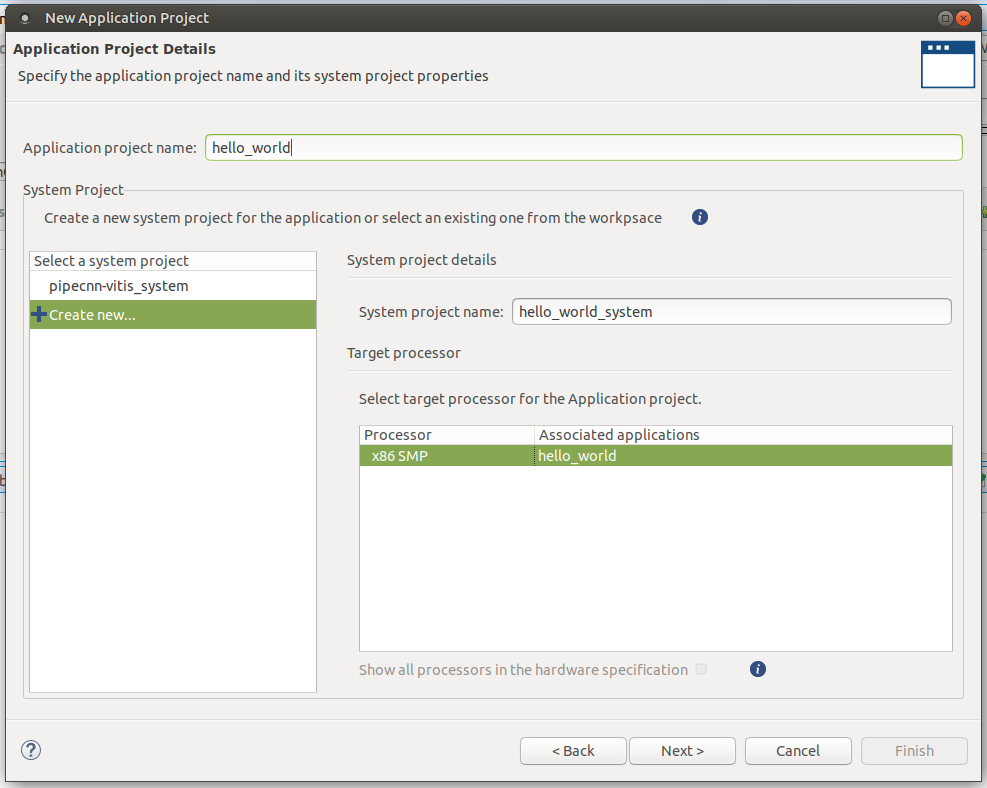 New Application Project
Application Project Details
Specify the application project name and its system project properties
Application project name: hello_world
System Project
Create a new system project for the application or select an existing one from the workpsace
Select a system project
pipecnn-vitis_system
Create new...
System project details
System project name: hello_world_system
Target processor
Select target processor for the Application project.
Processor Associated applications
x86 SMP hello_world
Show all processors in the hardware specification
< Back Next > Cancel Finish